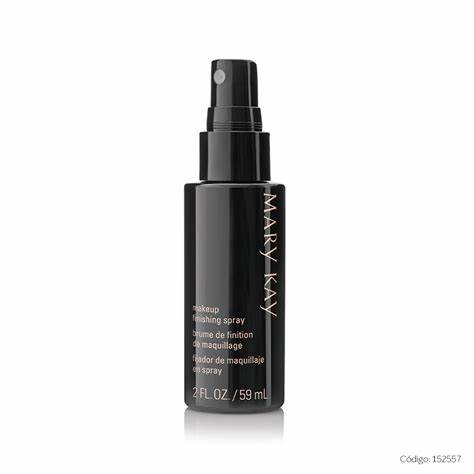 MARY KAY
makeup
finishing spray
brume de finition
de maquillage
fijador de maquillaje
en spray
2 FL.OZ./59 mL
Código: 152557